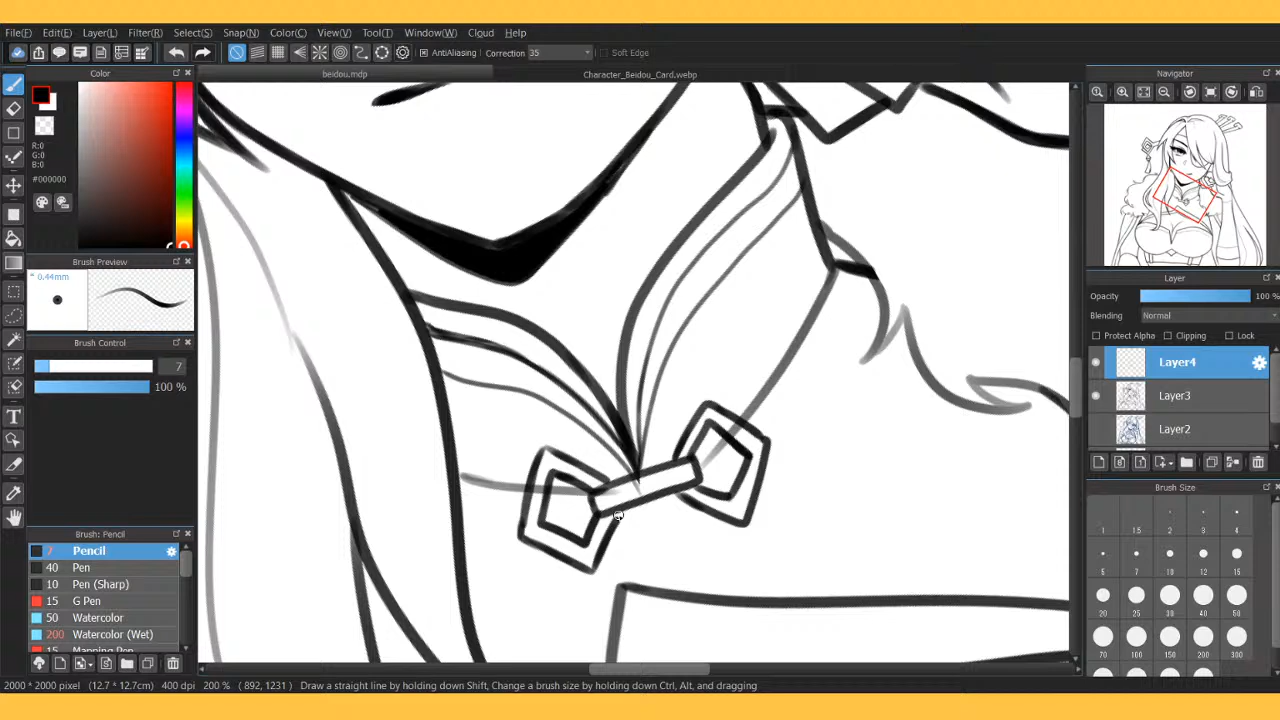 File(F) Edit(E) Layer(L) Filter(R) Select(S) Snap(N) Color(C) View(V) Tool(T) Window(W) Cloud Help
AntiAliasing Correction 35 Soft Edge
beidou.mdp Character_Beidou_Card.webp
Color
R:0
G:0
B:0
#000000
Brush Preview
* 0.44mm
Brush Control
7
100 %
Brush: Pencil
7 Pencil
40 Pen
10 Pen (Sharp)
15 G Pen
50 Watercolor
200 Watercolor (Wet)
15 Mapping Pen
Navigator
Layer
Opacity 100 %
Blending Normal
Protect Alpha Clipping Lock
Layer4
Layer3
Layer2
Brush Size
1 1.5 2 3 4
5 7 10 12 15
20 25 30 40 50
70 100 150 200 300
2000 * 2000 pixel (12.7 * 12.7cm) 400 dpi 200 % ( 892, 1231 ) Draw a straight line by holding down Shift, Change a brush size by holding down Ctrl, Alt, and dragging